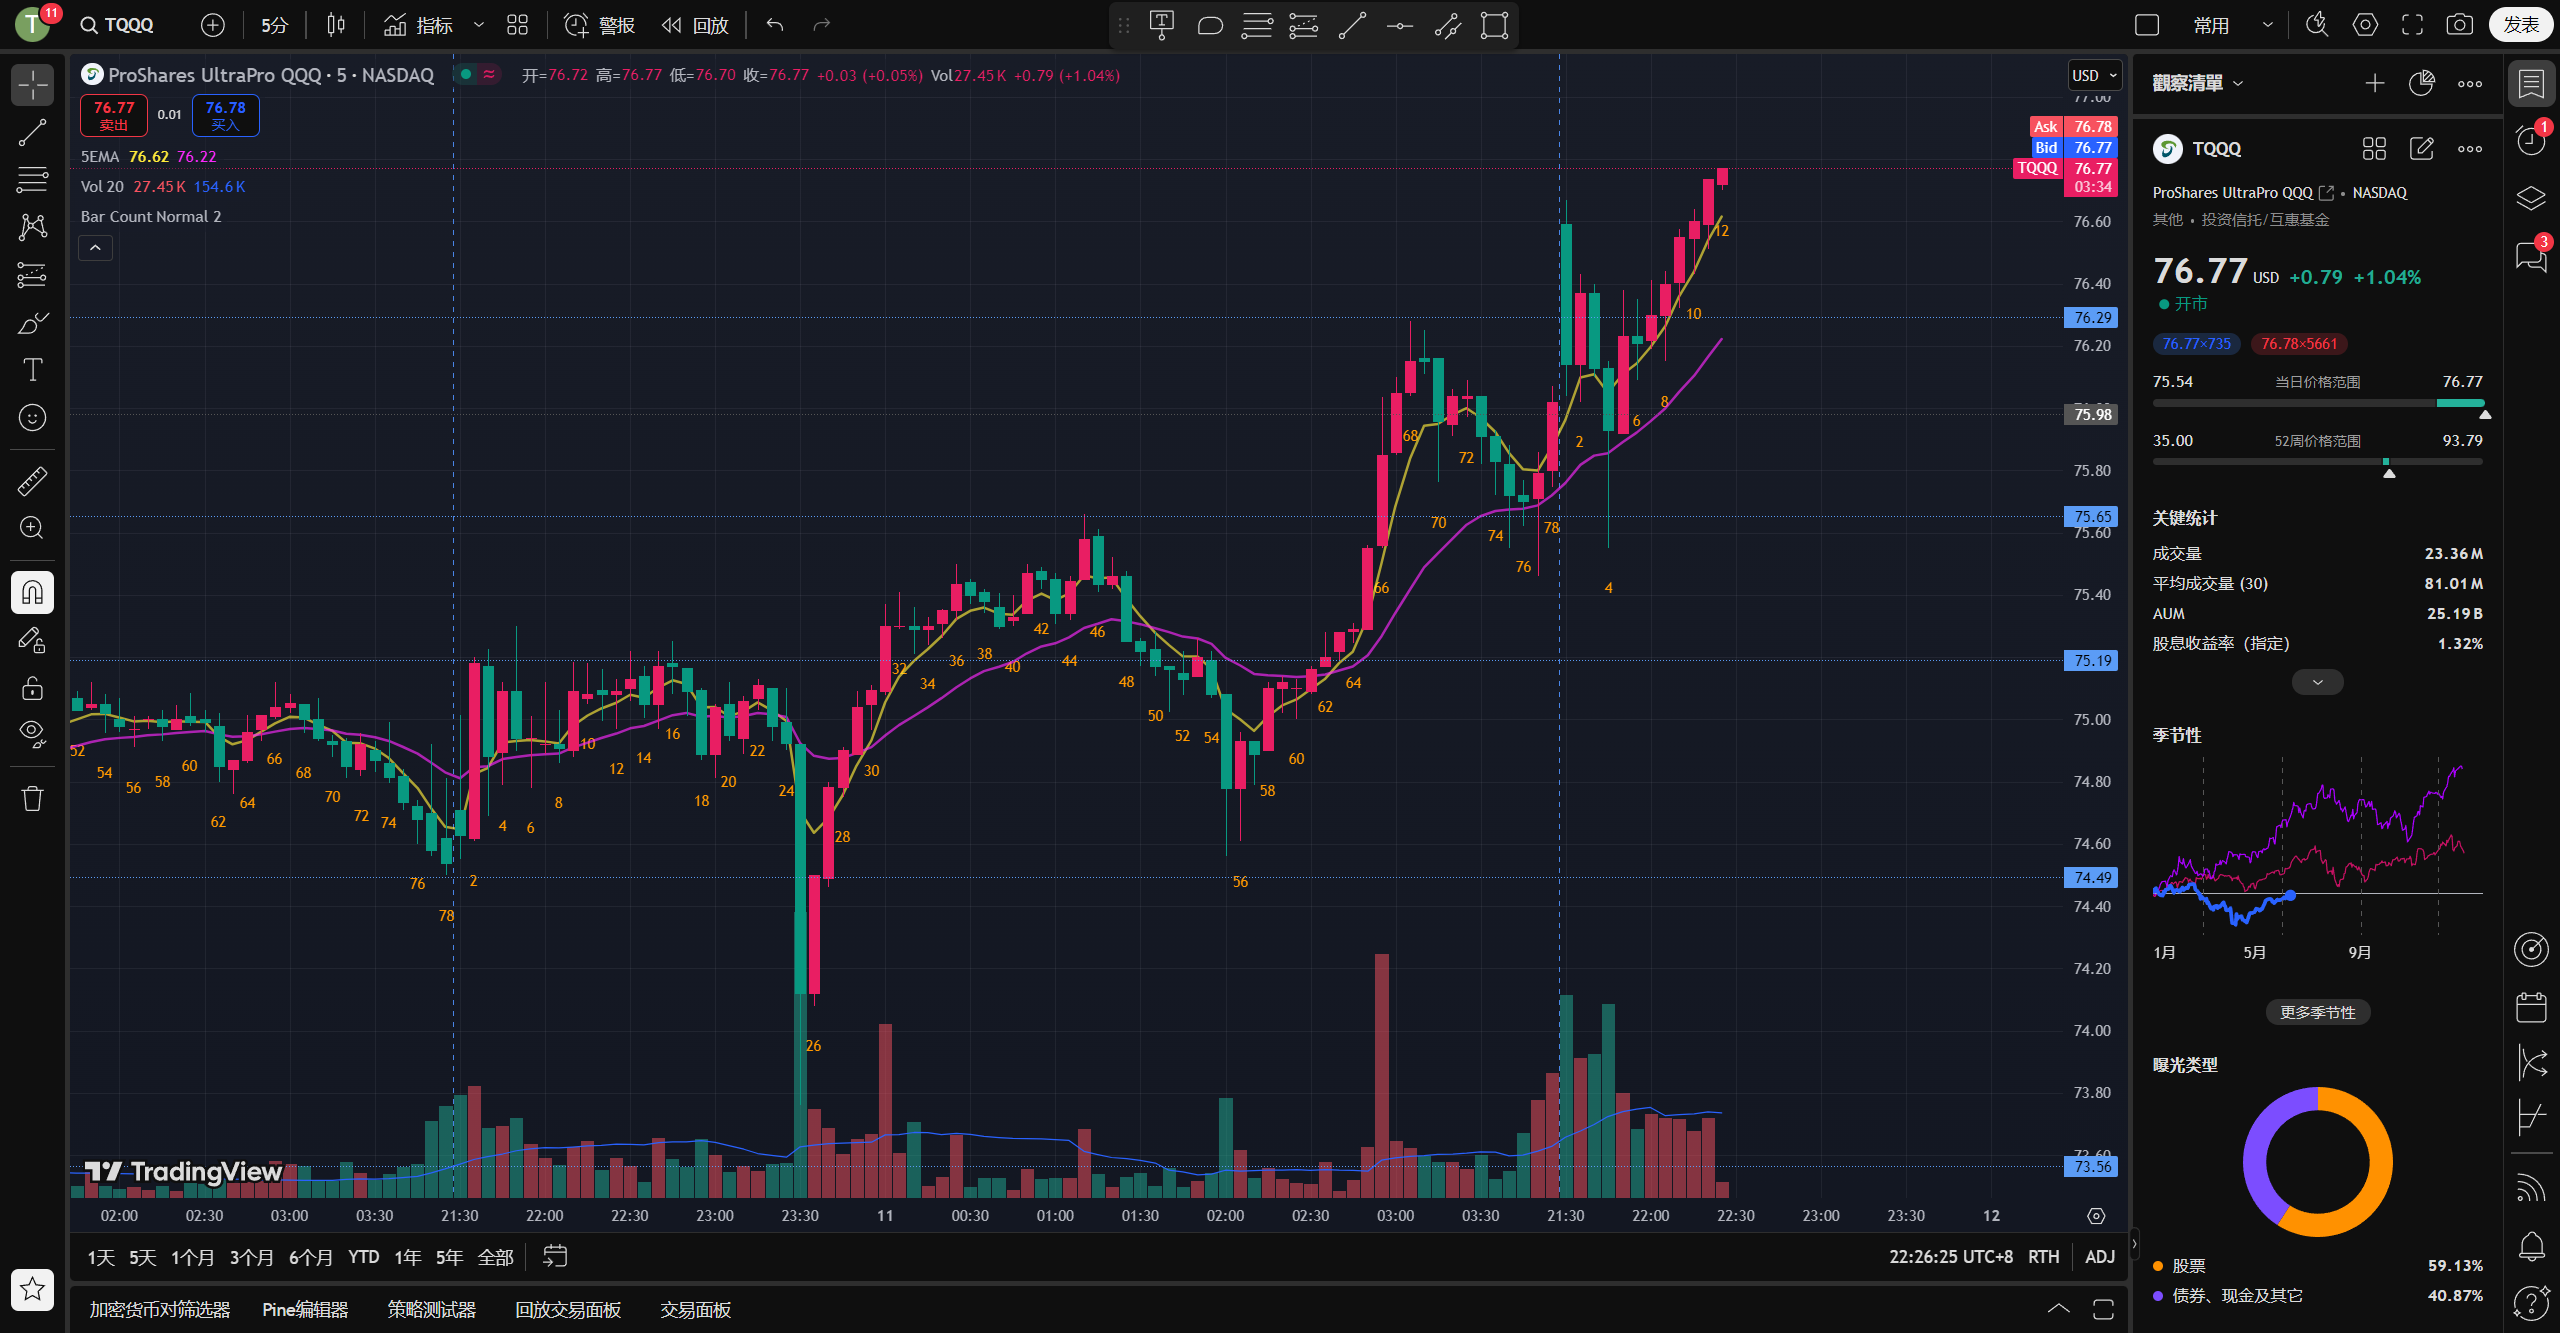 T 11 TQQQ 5分 指标 警报 回放 常用 发表
ProShares UltraPro QQQ · 5 · NASDAQ 开=76.72 高=76.77 低=76.70 收=76.77 +0.03 (+0.05%) Vol27.45 K +0.79 (+1.04%)
76.77 卖出 0.01 76.78 买入
5EMA 76.62 76.22
Vol 20 27.45 K 154.6 K
Bar Count Normal 2
USD
77.00
Ask 76.78
Bid 76.77
TQQQ 76.77
03:34
76.60
76.40
76.29
76.20
75.98
75.80
75.65
75.60
75.40
75.19
75.00
74.80
74.60
74.49
74.40
74.20
74.00
73.80
73.56
52 54 56 58 60 62 64 66 68 70 72 74 76 78
2 4 6 8 10 12 14 16 18 20 22 24 26 28 30 32 34 36 38 40 42 44 46 48 50 52 54 56 58 60 62 64 66 68 70 72 74 76 78
2 4 6 8 10 12
TradingView
02:00 02:30 03:00 03:30 21:30 22:00 22:30 23:00 23:30 11 00:30 01:00 01:30 02:00 02:30 03:00 03:30 21:30 22:00 22:30 23:00 23:30 12
1天 5天 1个月 3个月 6个月 YTD 1年 5年 全部 22:26:25 UTC+8 RTH ADJ
加密货币对筛选器 Pine编辑器 策略测试器 回放交易面板 交易面板
觀察清單
TQQQ
ProShares UltraPro QQQ • NASDAQ
其他 • 投资信托/互惠基金
76.77 USD +0.79 +1.04%
开市
76.77×735 76.78×5661
75.54 当日价格范围 76.77
35.00 52周价格范围 93.79
关键统计
成交量 23.36 M
平均成交量 (30) 81.01 M
AUM 25.19 B
股息收益率（指定） 1.32%
季节性
1月 5月 9月
更多季节性
曝光类型
股票 59.13%
债券、现金及其它 40.87%
1
3